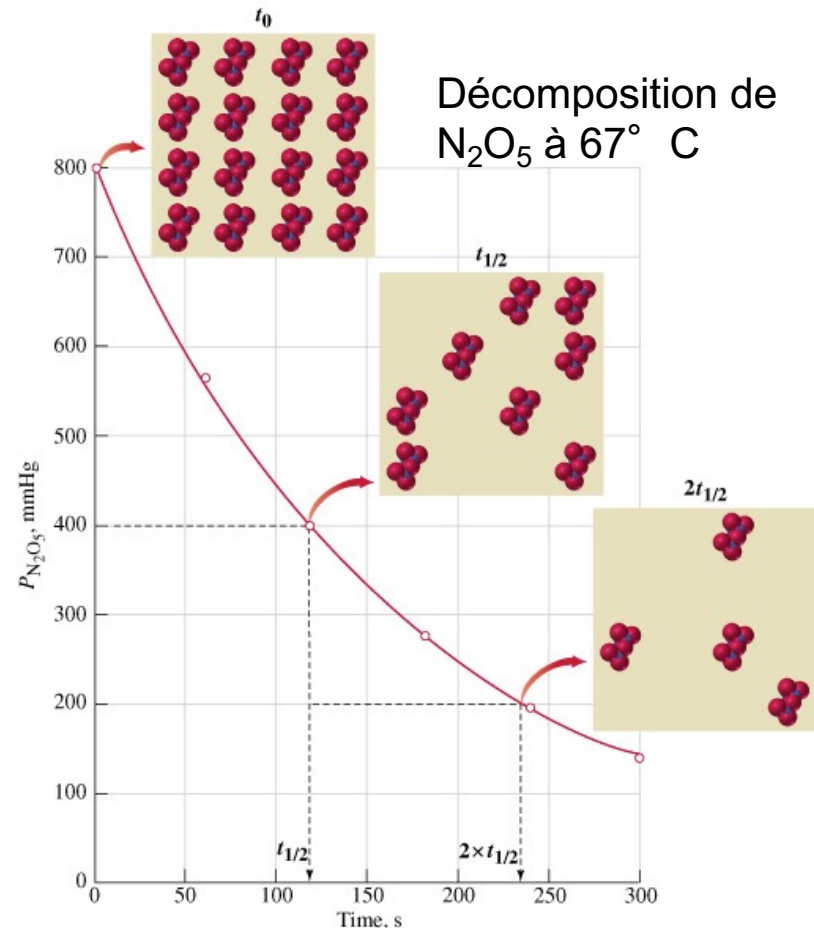 t₀
Décomposition de
N₂O₅ à 67° C
800
700
600
500
400
300
200
100
0
P_N₂O₅, mmHg
t₁/₂
2t₁/₂
t₁/₂
2×t₁/₂
0 50 100 150 200 250 300
Time, s